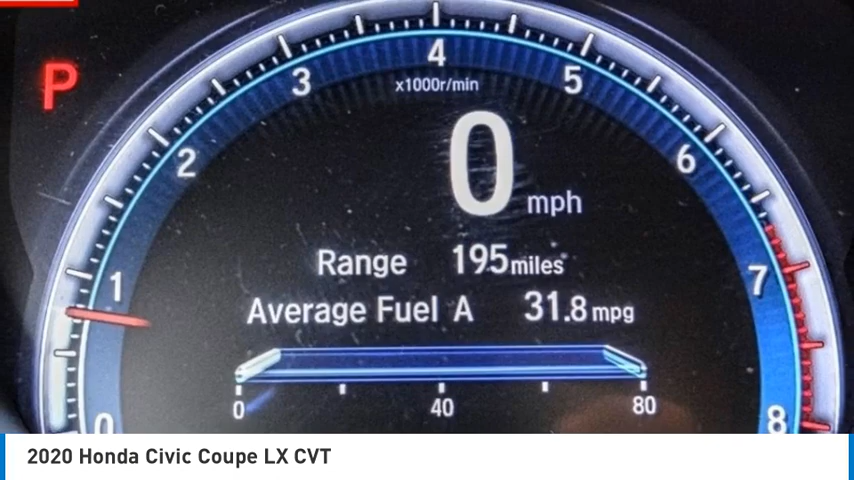 P
4
3
5
x1000r/min
2
6
0 mph
1
7
Range 195 miles
Average Fuel A 31.8 mpg
0 40 80
0
8
2020 Honda Civic Coupe LX CVT